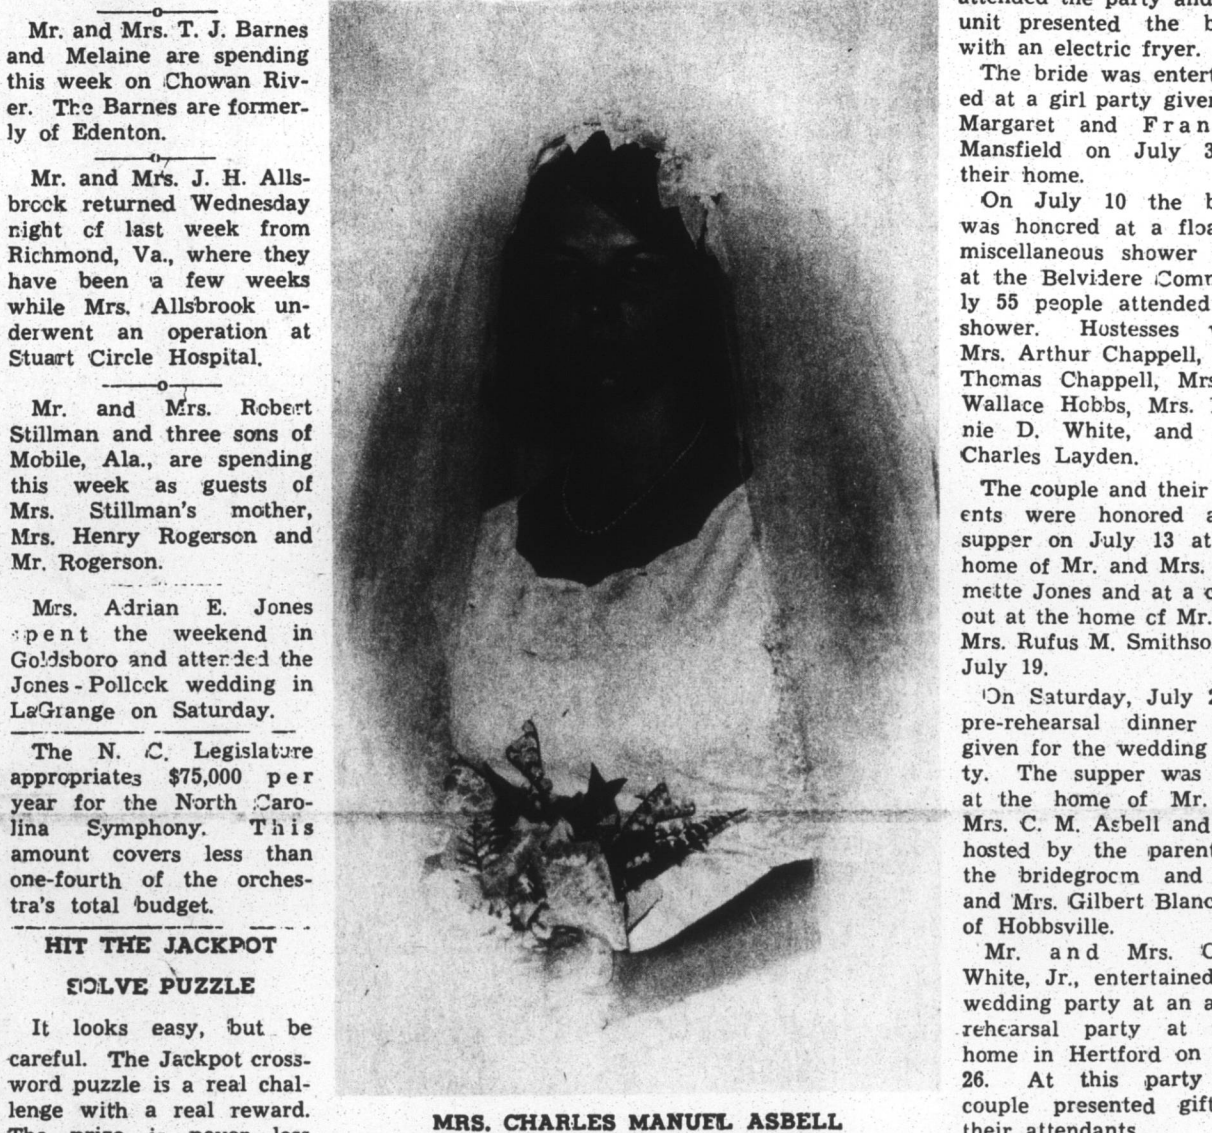 Mr. and Mrs. T. J. Barnes
and Melaine are spending
this week on Chowan Riv-
er. The Barnes are former-
ly of Edenton.
Mr. and Mrs. J. H. Alls-
brook returned Wednesday
night of last week from
Richmond, Va., where they
have been a few weeks
while Mrs. Allsbrook un-
derwent an operation at
Stuart Circle Hospital.
Mr. and Mrs. Robert
Stillman and three sons of
Mobile, Ala., are spending
this week as guests of
Mrs. Stillman's mother,
Mrs. Henry Rogerson and
Mr. Rogerson.
Mrs. Adrian E. Jones
spent the weekend in
Goldsboro and attended the
Jones-Pollock wedding in
LaGrange on Saturday.
The N. C. Legislature
appropriates $75,000 per
year for the North Caro-
lina Symphony. This
amount covers less than
one-fourth of the orches-
tra's total budget.
HIT THE JACKPOT
SOLVE PUZZLE
It looks easy, but be
careful. The Jackpot cross-
word puzzle is a real chal-
lenge with a real reward.
The prize is never less
MRS. CHARLES MANUEL ASBELL
attended the party and
unit presented the
with an electric fryer.
The bride was entert
ed at a girl party given
Margaret and Fran
Mansfield on July 3
their home.
On July 10 the
was honored at a floa
miscellaneous shower
at the Belvidere Comm
ly 55 people attended
shower. Hostesses
Mrs. Arthur Chappell,
Thomas Chappell, Mrs.
Wallace Hobbs, Mrs.
nie D. White, and
Charles Layden.
The couple and their
ents were honored
supper on July 13 at
home of Mr. and Mrs.
mette Jones and at a
out at the home of Mr.
Mrs. Rufus M. Smithso
July 19.
On Saturday, July
pre-rehearsal dinner
given for the wedding
ty. The supper was
at the home of Mr.
Mrs. C. M. Asbell and
hosted by the parent
the bridegroom and
and Mrs. Gilbert Blanc
of Hobbsville.
Mr. and Mrs.
White, Jr., entertained
wedding party at an a
rehearsal party at
home in Hertford on
26. At this party
couple presented gift
their attendants.